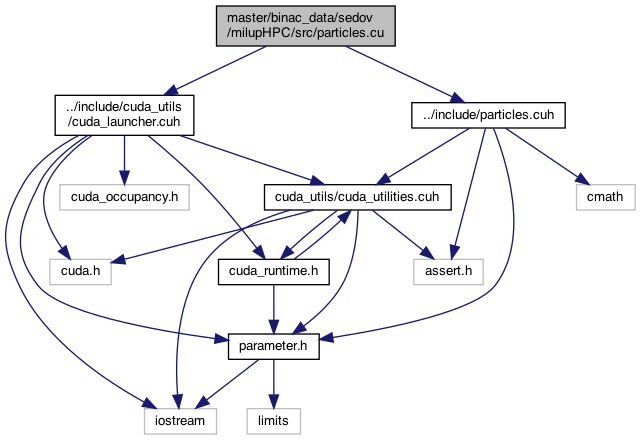 master/binac_data/sedov
/milupHPC/src/particles.cu
../include/cuda_utils
/cuda_launcher.cuh
../include/particles.cuh
cuda_occupancy.h
cuda_utils/cuda_utilities.cuh
cmath
cuda.h
cuda_runtime.h
assert.h
parameter.h
iostream
limits